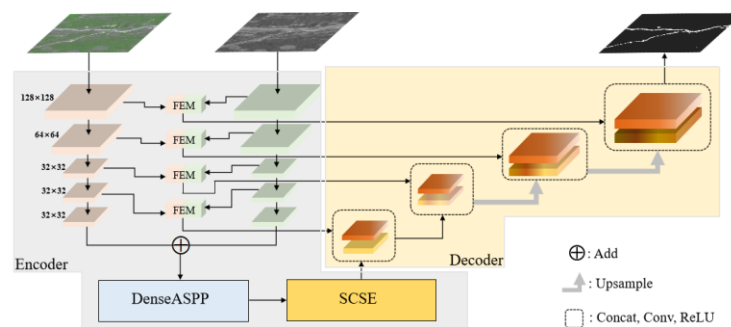 128×128
FEM
64×64
FEM
32×32
FEM
32×32
FEM
32×32
Encoder
Decoder
DenseASPP
SCSE
: Add
: Upsample
: Concat, Conv, ReLU